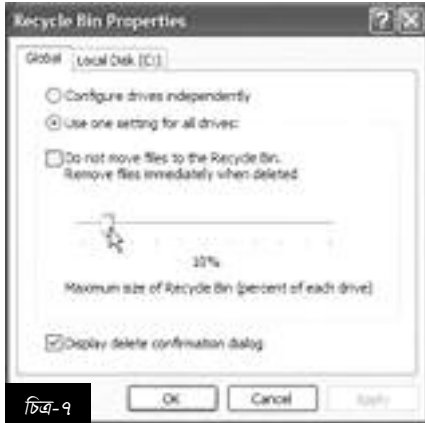 Recycle Bin Properties
Global
Local Disk (C:)
Configure drives independently
Use one setting for all drives:
Do not move files to the Recycle Bin.
Remove files immediately when deleted
10%
Maximum size of Recycle Bin (percent of each drive)
Display delete confirmation dialog
OK
Cancel
Apply
চিত্র-৭